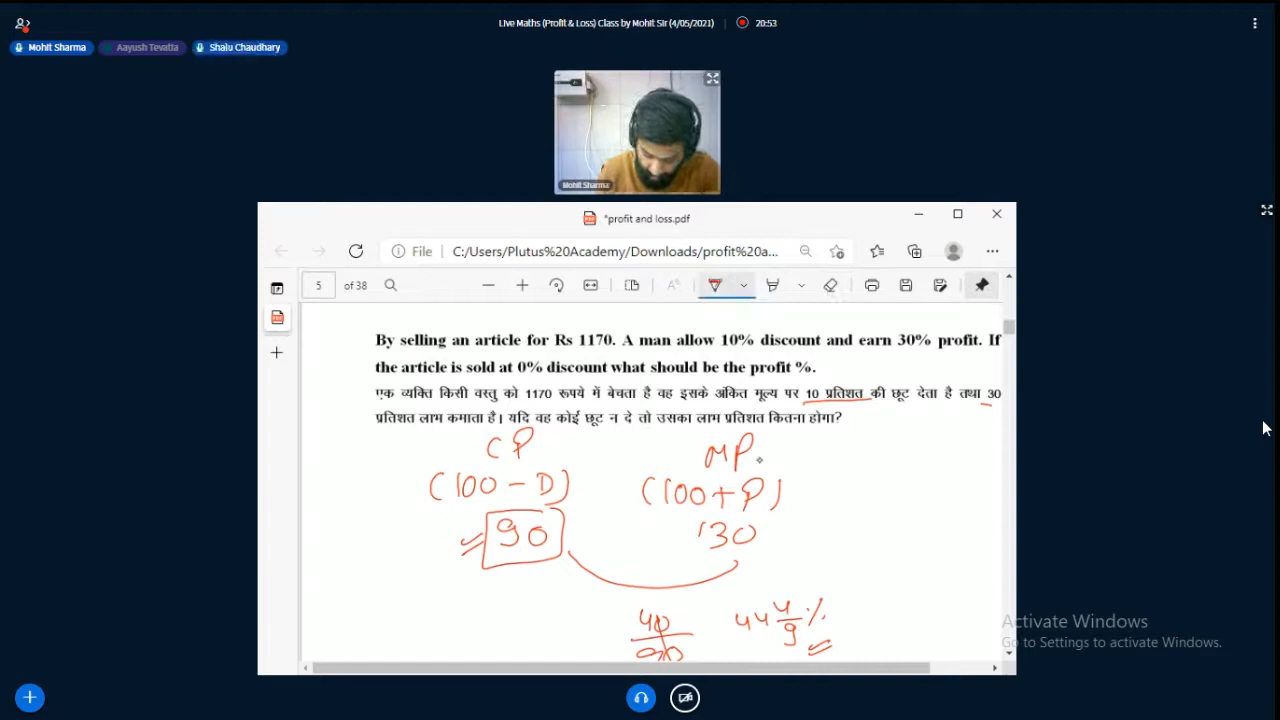 Live Maths (Profit & Loss) Class by Mohit Sir (4/05/2021) 20:53
Mohit Sharma Aayush Tevatia Shalu Chaudhary
Mohit Sharma
*profit and loss.pdf
File C:/Users/Plutus%20Academy/Downloads/profit%20a...
5 of 38
By selling an article for Rs 1170. A man allow 10% discount and earn 30% profit. If
the article is sold at 0% discount what should be the profit %.
एक व्यक्ति किसी वस्तु को 1170 रूपये में बेचता है वह इसके अंकित मूल्य पर 10 प्रतिशत की छूट देता है तथा 30
प्रतिशत लाभ कमाता है। यदि वह कोई छूट न दे तो उसका लाभ प्रतिशत कितना होगा?
CP MP
(100 - D) (100 + P)
90 130
40/90 44 4/9 %
Activate Windows
Go to Settings to activate Windows.